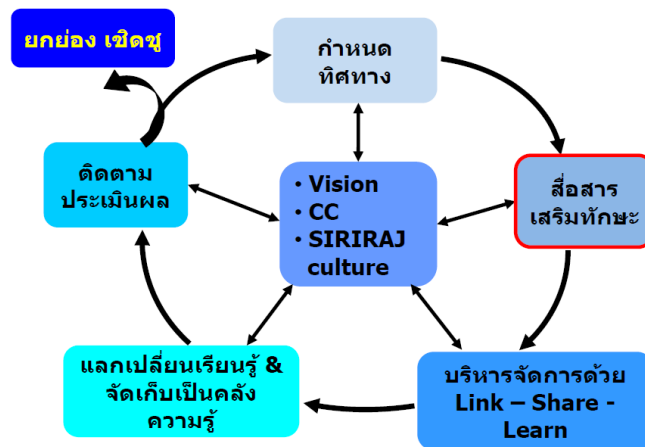 ยกย่อง เชิดชู
กำหนด
ทิศทาง
สื่อสาร
เสริมทักษะ
บริหารจัดการด้วย
Link – Share -
Learn
แลกเปลี่ยนเรียนรู้ &
จัดเก็บเป็นคลัง
ความรู้
ติดตาม
ประเมินผล
• Vision
• CC
• SIRIRAJ
culture